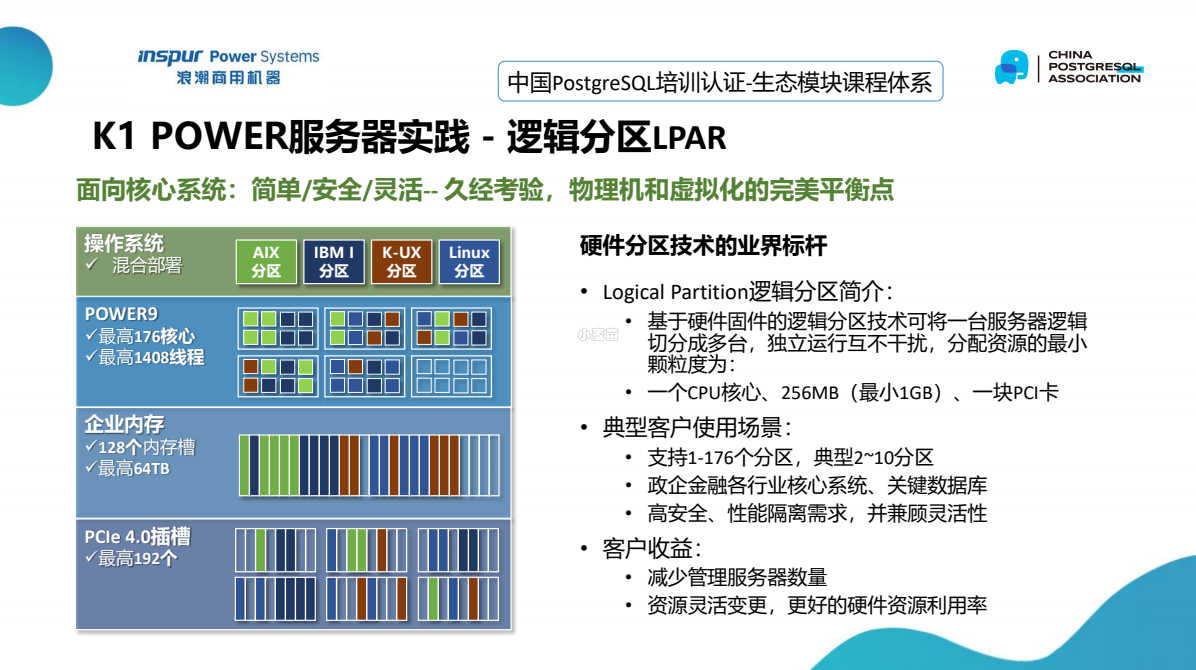 inspur Power Systems
浪潮商用机器
中国PostgreSQL培训认证-生态模块课程体系
CHINA
POSTGRESQL
ASSOCIATION
K1 POWER服务器实践 - 逻辑分区LPAR
面向核心系统：简单/安全/灵活-- 久经考验，物理机和虚拟化的完美平衡点
操作系统
✓ 混合部署
AIX
分区
IBM I
分区
K-UX
分区
Linux
分区
POWER9
✓最高176核心
✓最高1408线程
企业内存
✓128个内存槽
✓最高64TB
PCIe 4.0插槽
✓最高192个
硬件分区技术的业界标杆
• Logical Partition逻辑分区简介：
• 基于硬件固件的逻辑分区技术可将一台服务器逻辑
切分成多台，独立运行互不干扰，分配资源的最小
颗粒度为：
• 一个CPU核心、256MB（最小1GB）、一块PCI卡
• 典型客户使用场景：
• 支持1-176个分区，典型2~10分区
• 政企金融各行业核心系统、关键数据库
• 高安全、性能隔离需求，并兼顾灵活性
• 客户收益：
• 减少管理服务器数量
• 资源灵活变更，更好的硬件资源利用率
小麦苗